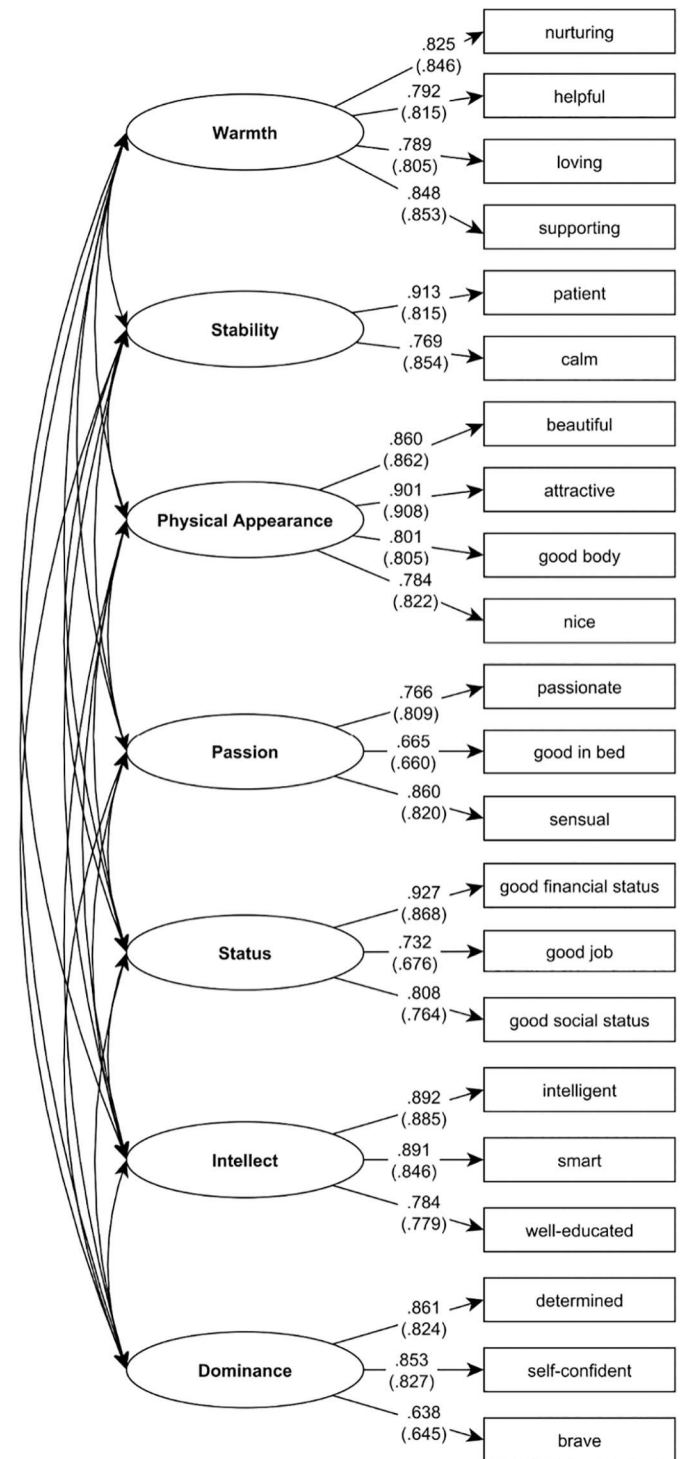 nurturing
.825
(.846)
helpful
.792
(.815)
Warmth
loving
.789
(.805)
supporting
.848
(.853)
patient
.913
(.815)
Stability
calm
.769
(.854)
beautiful
.860
(.862)
attractive
.901
(.908)
Physical Appearance
good body
.801
(.805)
nice
.784
(.822)
passionate
.766
(.809)
Passion
good in bed
.665
(.660)
sensual
.860
(.820)
good financial status
.927
(.868)
Status
good job
.732
(.676)
good social status
.808
(.764)
intelligent
.892
(.885)
Intellect
smart
.891
(.846)
well-educated
.784
(.779)
determined
.861
(.824)
Dominance
self-confident
.853
(.827)
brave
.638
(.645)